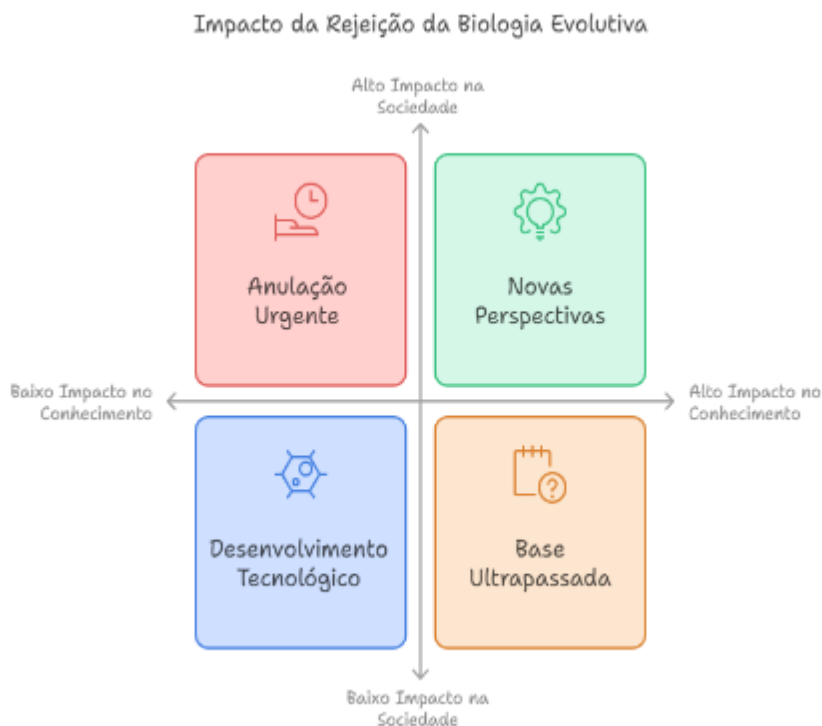 Impacto da Rejeição da Biologia Evolutiva
Alto Impacto na
Sociedade
Anulação
Urgente
Novas
Perspectivas
Baixo Impacto no
Conhecimento
Alto Impacto no
Conhecimento
Desenvolvimento
Tecnológico
Base
Ultrapassada
Baixo Impacto na
Sociedade